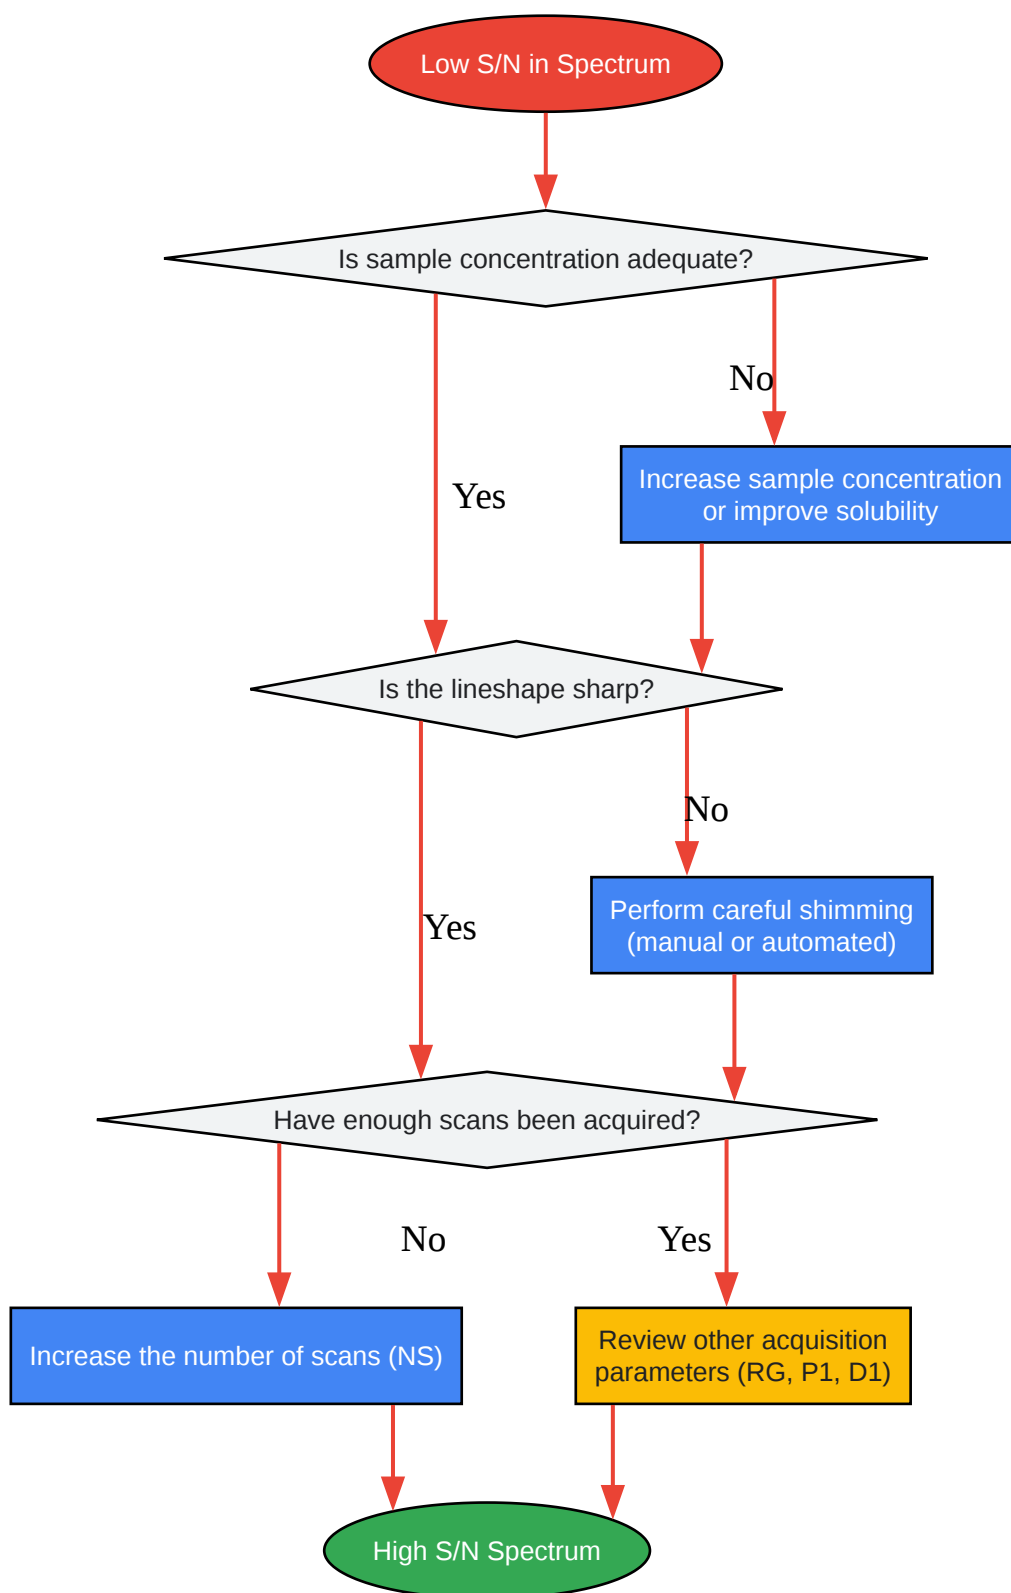 Low S/N in Spectrum
Is sample concentration adequate?
No
Increase sample concentration
or improve solubility
Yes
Is the lineshape sharp?
No
Perform careful shimming
(manual or automated)
Yes
Have enough scans been acquired?
No
Yes
Increase the number of scans (NS)
Review other acquisition
parameters (RG, P1, D1)
High S/N Spectrum